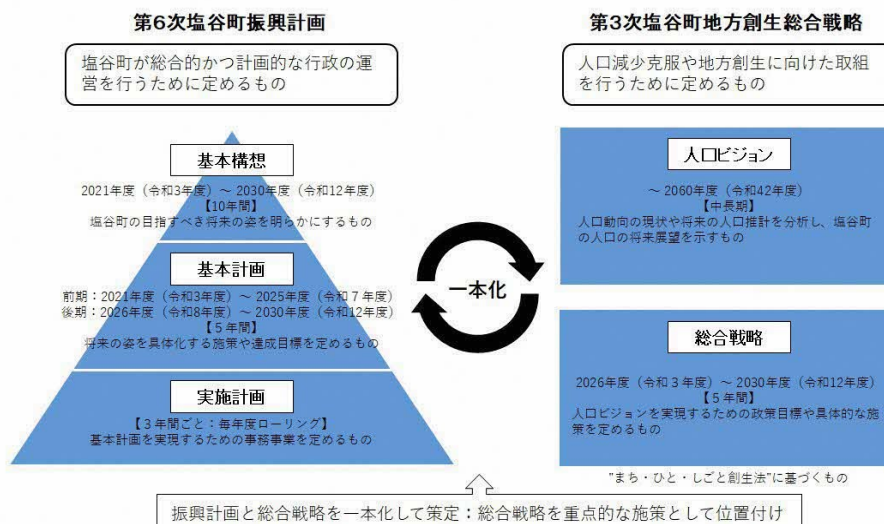 第6次塩谷町振興計画
塩谷町が総合的かつ計画的な行政の運
営を行うために定めるもの
基本構想
2021年度（令和3年度）～ 2030年度（令和12年度）
【10年間】
塩谷町の目指すべき将来の姿を明らかにするもの
基本計画
前期：2021年度（令和3年度）～ 2025年度（令和７年度）
後期：2026年度（令和8年度）～ 2030年度（令和12年度）
【５年間】
将来の姿を具体化する施策や達成目標を定めるもの
実施計画
【３年間ごと：毎年度ローリング】
基本計画を実現するための事務事業を定めるもの
一本化
第3次塩谷町地方創生総合戦略
人口減少克服や地方創生に向けた取組
を行うために定めるもの
人口ビジョン
～ 2060年度（令和42年度）
【中長期】
人口動向の現状や将来の人口推計を分析し、塩谷町
の人口の将来展望を示すもの
総合戦略
2026年度（令和３年度）～ 2030年度（令和12年度）
【５年間】
人口ビジョンを実現するための政策目標や具体的な施
策を定めるもの
"まち・ひと・しごと創生法"に基づくもの
振興計画と総合戦略を一本化して策定：総合戦略を重点的な施策として位置付け